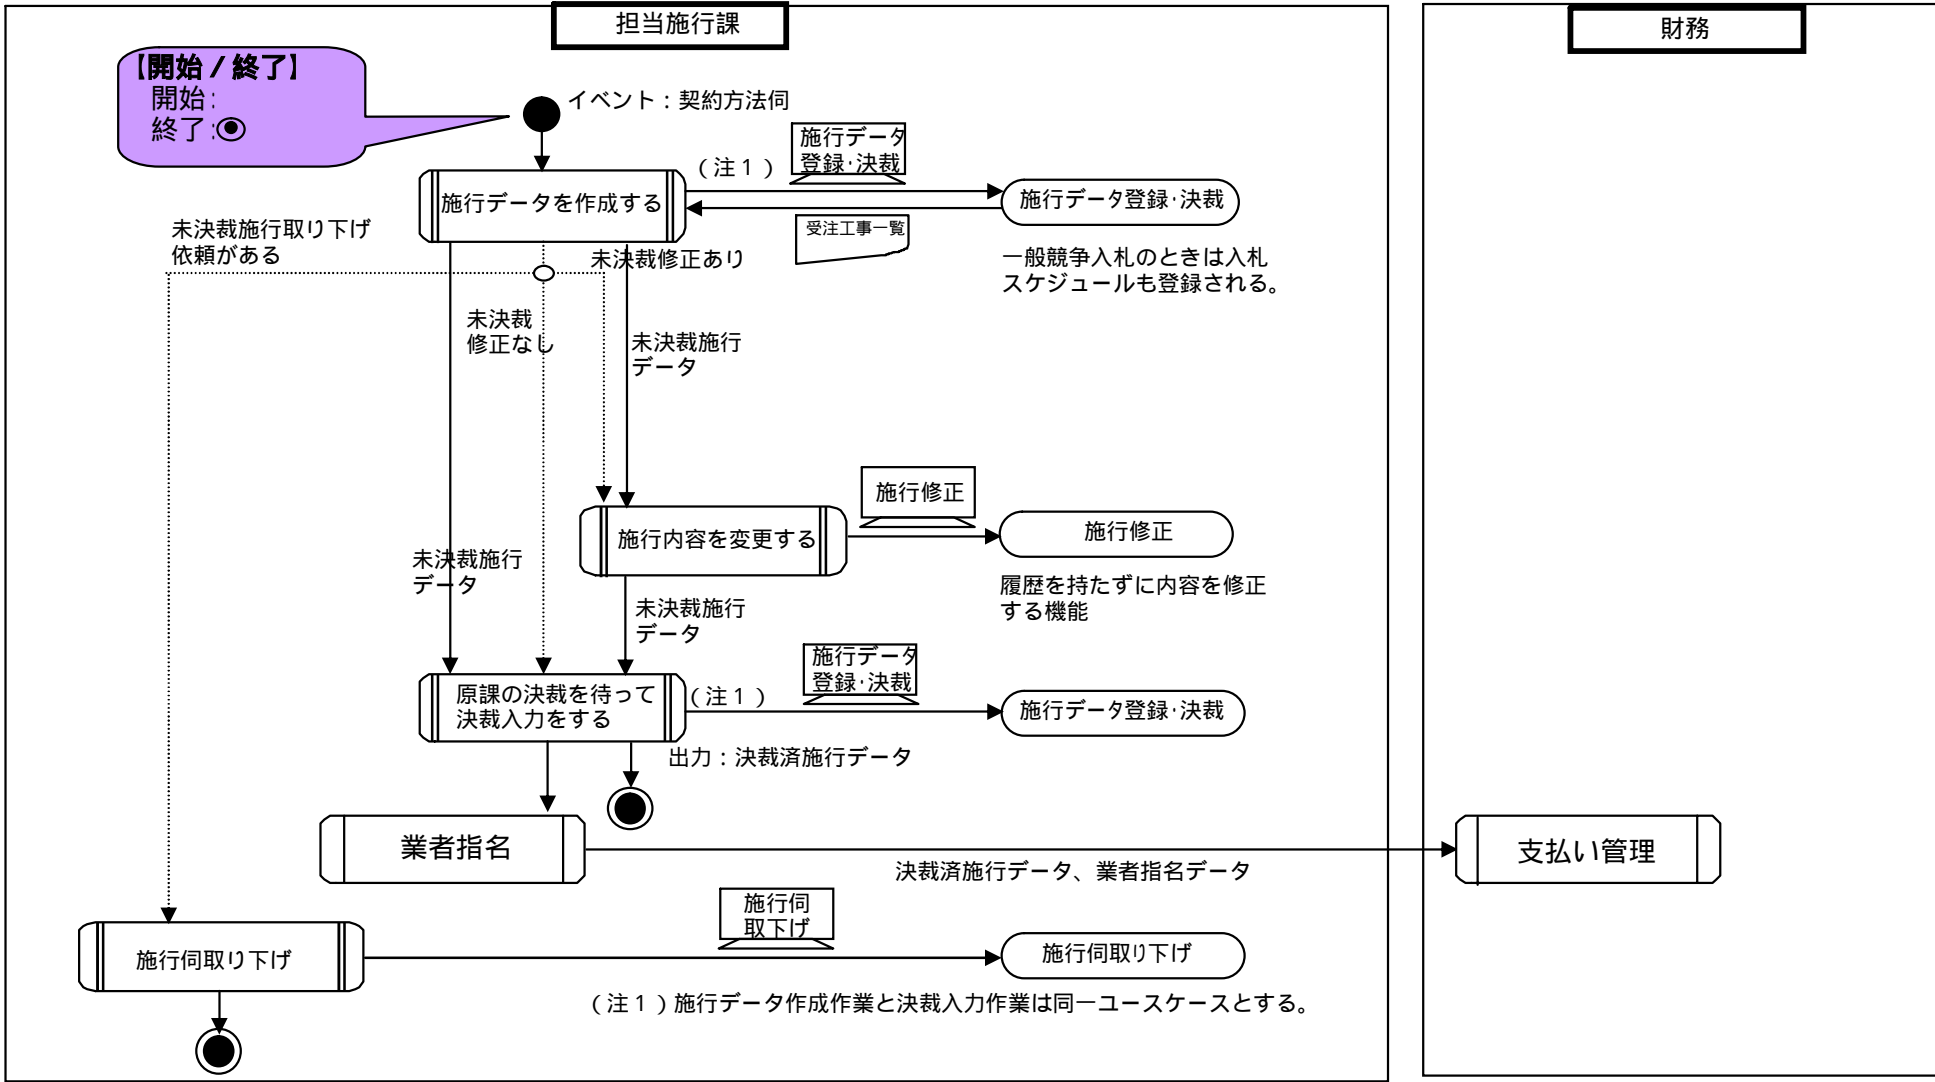 担当施行課
財務
【開始/終了】
開始:
終了:
イベント:契約方法伺
施行データ
登録・決裁
(注1)
施行データを作成する
施行データ登録・決裁
受注工事一覧
未決裁施行取り下げ
依頼がある
未決裁修正あり
一般競争入札のときは入札
スケジュールも登録される。
未決裁
修正なし
未決裁施行
データ
施行修正
施行内容を変更する
施行修正
未決裁施行
データ
履歴を持たずに内容を修正
する機能
未決裁施行
データ
施行データ
登録・決裁
原課の決裁を待って
決裁入力をする
(注1)
施行データ登録・決裁
出力:決裁済施行データ
業者指名
支払い管理
決裁済施行データ、業者指名データ
施行伺
取下げ
施行伺取り下げ
施行伺取り下げ
(注1)施行データ作成作業と決裁入力作業は同一ユースケースとする。